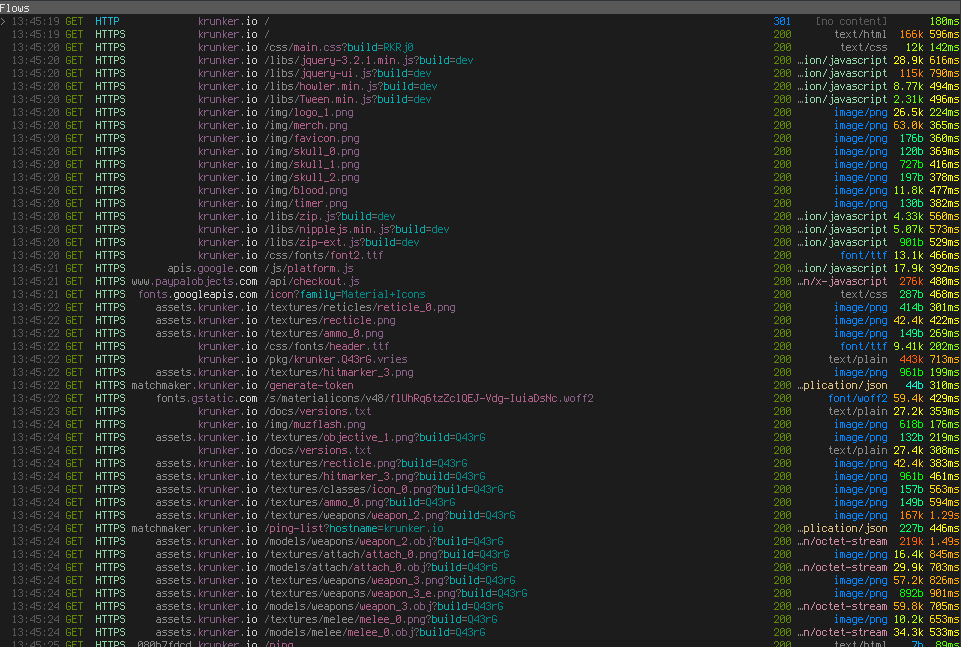 Flows
> 13:45:19 GET HTTP krunker.io / 301 [no content] 180ms
13:45:19 GET HTTPS krunker.io / 200 text/html 166k 596ms
13:45:20 GET HTTPS krunker.io /css/main.css?build=RKRj0 200 text/css 12k 142ms
13:45:20 GET HTTPS krunker.io /libs/jquery-3.2.1.min.js?build=dev 200 …ion/javascript 28.9k 616ms
13:45:20 GET HTTPS krunker.io /libs/jquery-ui.js?build=dev 200 …ion/javascript 115k 790ms
13:45:20 GET HTTPS krunker.io /libs/howler.min.js?build=dev 200 …ion/javascript 8.77k 494ms
13:45:20 GET HTTPS krunker.io /libs/Tween.min.js?build=dev 200 …ion/javascript 2.31k 496ms
13:45:20 GET HTTPS krunker.io /img/logo_1.png 200 image/png 26.5k 224ms
13:45:20 GET HTTPS krunker.io /img/merch.png 200 image/png 63.0k 365ms
13:45:20 GET HTTPS krunker.io /img/favicon.png 200 image/png 176b 360ms
13:45:20 GET HTTPS krunker.io /img/skull_0.png 200 image/png 120b 369ms
13:45:20 GET HTTPS krunker.io /img/skull_1.png 200 image/png 727b 416ms
13:45:20 GET HTTPS krunker.io /img/skull_2.png 200 image/png 197b 378ms
13:45:20 GET HTTPS krunker.io /img/blood.png 200 image/png 11.8k 477ms
13:45:20 GET HTTPS krunker.io /img/timer.png 200 image/png 130b 382ms
13:45:20 GET HTTPS krunker.io /libs/zip.js?build=dev 200 …ion/javascript 4.33k 560ms
13:45:20 GET HTTPS krunker.io /libs/nipplejs.min.js?build=dev 200 …ion/javascript 5.07k 573ms
13:45:20 GET HTTPS krunker.io /libs/zip-ext.js?build=dev 200 …ion/javascript 901b 529ms
13:45:20 GET HTTPS krunker.io /css/fonts/font2.ttf 200 font/ttf 13.1k 466ms
13:45:21 GET HTTPS apis.google.com /js/platform.js 200 …ion/javascript 17.9k 392ms
13:45:21 GET HTTPS www.paypalobjects.com /api/checkout.js 200 …n/x-javascript 276k 480ms
13:45:21 GET HTTPS fonts.googleapis.com /icon?family=Material+Icons 200 text/css 287b 468ms
13:45:22 GET HTTPS assets.krunker.io /textures/reticles/reticle_0.png 200 image/png 414b 301ms
13:45:22 GET HTTPS assets.krunker.io /textures/recticle.png 200 image/png 42.4k 422ms
13:45:22 GET HTTPS assets.krunker.io /textures/ammo_0.png 200 image/png 149b 269ms
13:45:22 GET HTTPS krunker.io /css/fonts/header.ttf 200 font/ttf 9.41k 202ms
13:45:22 GET HTTPS krunker.io /pkg/krunker.Q43rG.vries 200 text/plain 443k 713ms
13:45:22 GET HTTPS assets.krunker.io /textures/hitmarker_3.png 200 image/png 961b 199ms
13:45:22 GET HTTPS matchmaker.krunker.io /generate-token 200 …plication/json 44b 310ms
13:45:22 GET HTTPS fonts.gstatic.com /s/materialicons/v48/flUhRq6tzZclQEJ-Vdg-IuiaDsNc.woff2 200 font/woff2 59.4k 429ms
13:45:23 GET HTTPS krunker.io /docs/versions.txt 200 text/plain 27.2k 359ms
13:45:24 GET HTTPS krunker.io /img/muzflash.png 200 image/png 618b 176ms
13:45:24 GET HTTPS assets.krunker.io /textures/objective_1.png?build=Q43rG 200 image/png 132b 219ms
13:45:24 GET HTTPS krunker.io /docs/versions.txt 200 text/plain 27.4k 308ms
13:45:24 GET HTTPS assets.krunker.io /textures/recticle.png?build=Q43rG 200 image/png 42.4k 383ms
13:45:24 GET HTTPS assets.krunker.io /textures/hitmarker_3.png?build=Q43rG 200 image/png 961b 461ms
13:45:24 GET HTTPS assets.krunker.io /textures/classes/icon_0.png?build=Q43rG 200 image/png 157b 563ms
13:45:24 GET HTTPS assets.krunker.io /textures/ammo_0.png?build=Q43rG 200 image/png 149b 594ms
13:45:24 GET HTTPS assets.krunker.io /textures/weapons/weapon_2.png?build=Q43rG 200 image/png 167k 1.29s
13:45:24 GET HTTPS matchmaker.krunker.io /ping-list?hostname=krunker.io 200 …plication/json 227b 446ms
13:45:24 GET HTTPS assets.krunker.io /models/weapons/weapon_2.obj?build=Q43rG 200 …n/octet-stream 219k 1.49s
13:45:24 GET HTTPS assets.krunker.io /textures/attach/attach_0.png?build=Q43rG 200 image/png 16.4k 845ms
13:45:24 GET HTTPS assets.krunker.io /models/attach/attach_0.obj?build=Q43rG 200 …n/octet-stream 29.9k 703ms
13:45:24 GET HTTPS assets.krunker.io /textures/weapons/weapon_3.png?build=Q43rG 200 image/png 57.2k 826ms
13:45:24 GET HTTPS assets.krunker.io /textures/weapons/weapon_3_e.png?build=Q43rG 200 image/png 892b 901ms
13:45:24 GET HTTPS assets.krunker.io /models/weapons/weapon_3.obj?build=Q43rG 200 …n/octet-stream 59.8k 705ms
13:45:24 GET HTTPS assets.krunker.io /textures/melee/melee_0.png?build=Q43rG 200 image/png 10.2k 653ms
13:45:24 GET HTTPS assets.krunker.io /models/melee/melee_0.obj?build=Q43rG 200 …n/octet-stream 34.3k 533ms
13:45:25 GET HTTPS 080b7fdcd.krunker.io /ping 200 text/html 7b 89ms